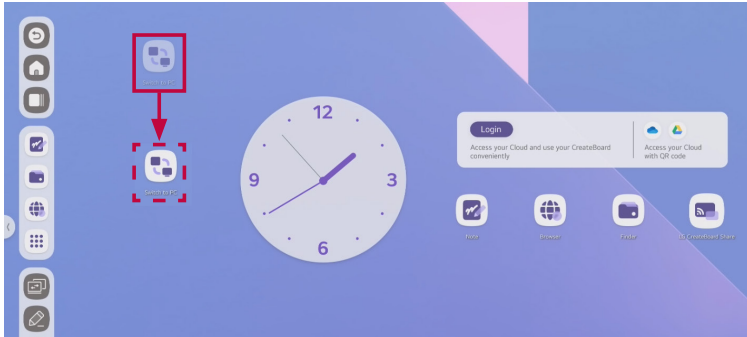 Switch to PC
Switch to PC
12
9
3
6
Login
Access your Cloud and use your CreateBoard
conveniently
Access your Cloud
with QR code
Note
Browser
Finder
LG CreateBoard Share